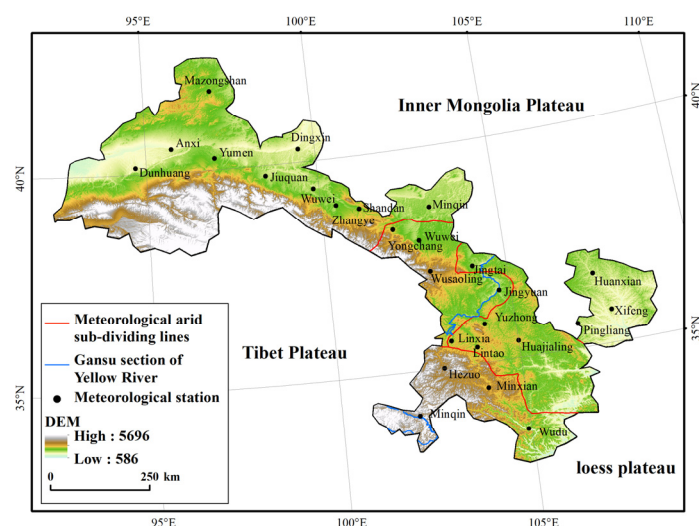 95°E
100°E
105°E
110°E
Mazongshan
Inner Mongolia Plateau
40°N
Dingxin
Anxi
Yumen
40°N
Dunhuang
Jiuquan
Wuwei
Shandan
Minqin
Zhangye
Yongchang
Wuwei
Jingtai
Wusaoling
Huanxian
Jingyuan
Xifeng
Meteorological arid
sub-dividing lines
Yuzhong
Pingliang
35°N
Gansu section of
Yellow River
Tibet Plateau
Linxia
Huajialing
Lintao
Meteorological station
Hezuo
Minxian
35°N
DEM
High : 5696
Low : 586
Minqin
Wudu
loess plateau
0
250 km
95°E
100°E
105°E